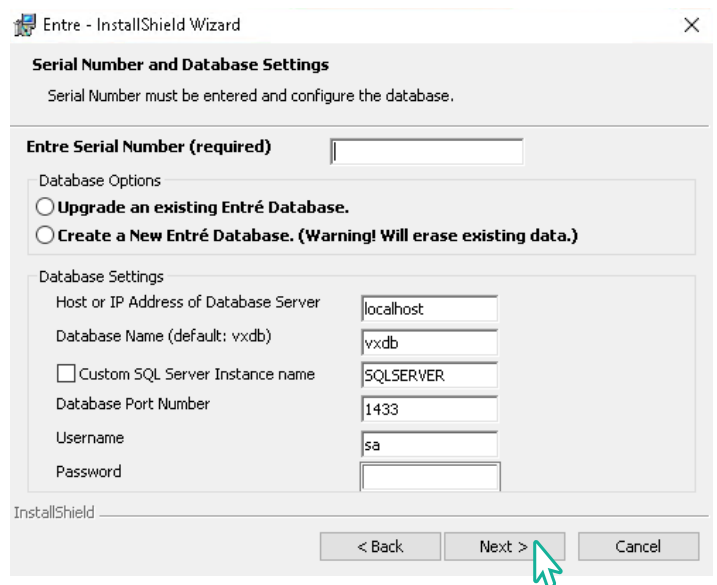 Entre - InstallShield Wizard
Serial Number and Database Settings
Serial Number must be entered and configure the database.
Entre Serial Number (required)
Database Options
Upgrade an existing Entré Database.
Create a New Entré Database. (Warning! Will erase existing data.)
Database Settings
Host or IP Address of Database Server localhost
Database Name (default: vxdb) vxdb
Custom SQL Server Instance name SQLSERVER
Database Port Number 1433
Username sa
Password
InstallShield
< Back Next > Cancel